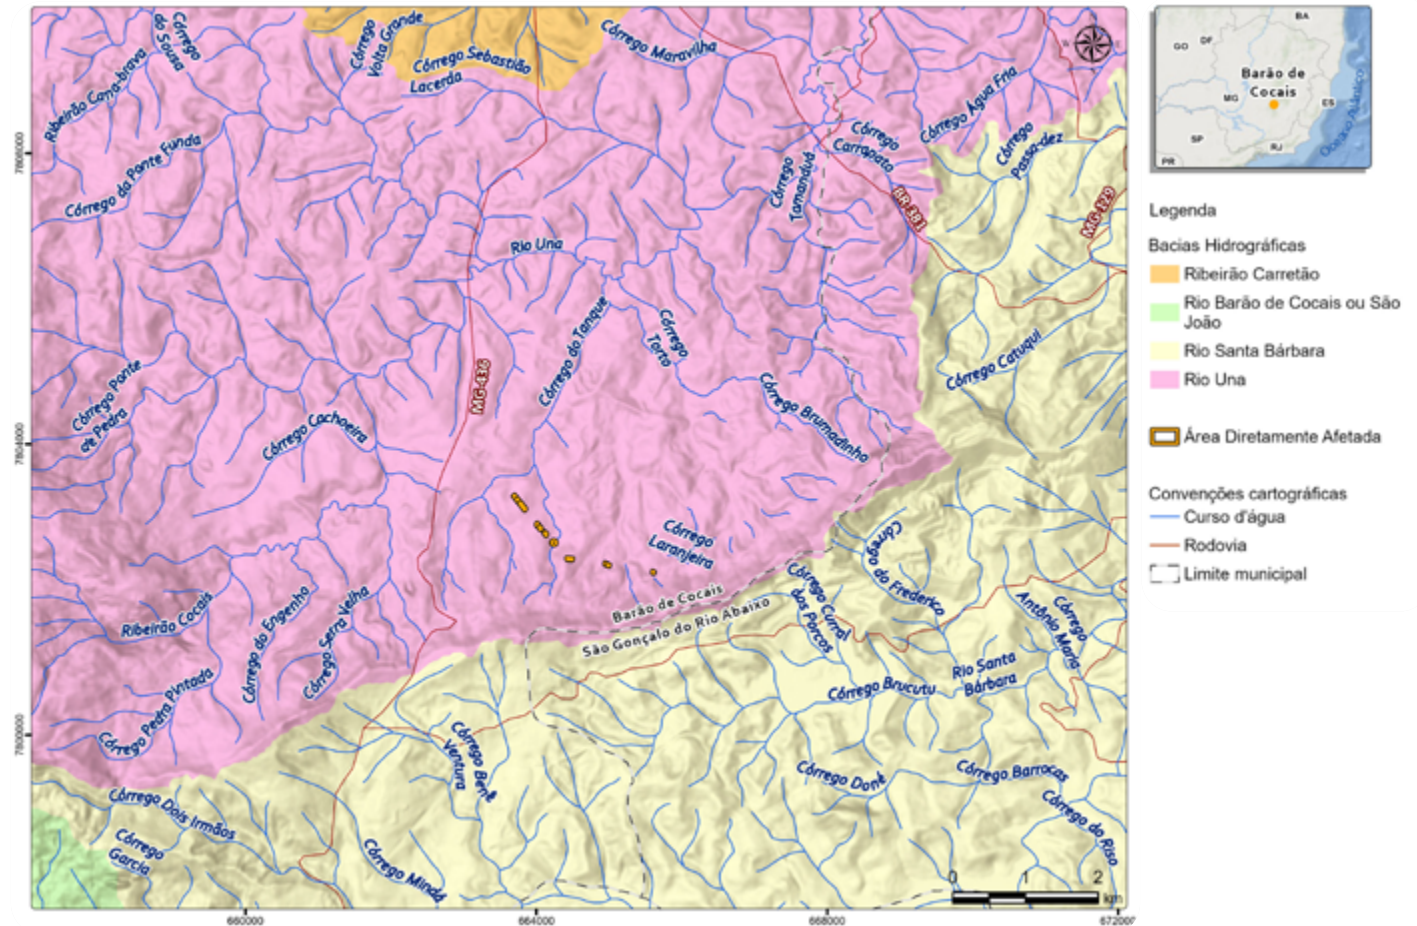 Córrego
do Sousa
Ribeirão Cana-brava
Córrego da Ponte Funda
Córrego
Volta Grande
Córrego Sebastião
Lacerda
Córrego Maravilha
Córrego Água Fria
Córrego
Carrapato
Córrego
Passa-dez
Córrego
Tamanduá
BR-381
MG-129
Rio Una
Córrego do Tanque
Córrego
Torto
MG-436
Córrego Catuqui
Córrego Brumadinho
Córrego Ponte
de Pedra
Córrego Cachoeira
Córrego
Laranjeira
Córrego do Frederico
Barão de Cocais
São Gonçalo do Rio Abaixo
Córrego Curral
dos Porcos
Córrego
Antônio Maria
Ribeirão Cocais
Córrego do Engenho
Córrego Serra Velha
Córrego Pedra Pintada
Rio Santa
Bárbara
Córrego Brucutu
Córrego Bené
Ventura
Córrego Doné
Córrego Barrocas
Córrego do Riso
Córrego Dois Irmãos
Córrego
Garcia
Córrego Mindá
0 1 2
km
7808000
7804000
7800000
660000
664000
668000
BA
GO
DF
Barão de
Cocais
MG
ES
SP
RJ
PR
Oceano Atlântico
Legenda
Bacias Hidrográficas
Ribeirão Carretão
Rio Barão de Cocais ou São
João
Rio Santa Bárbara
Rio Una
Área Diretamente Afetada
Convenções cartográficas
Curso d'água
Rodovia
Limite municipal